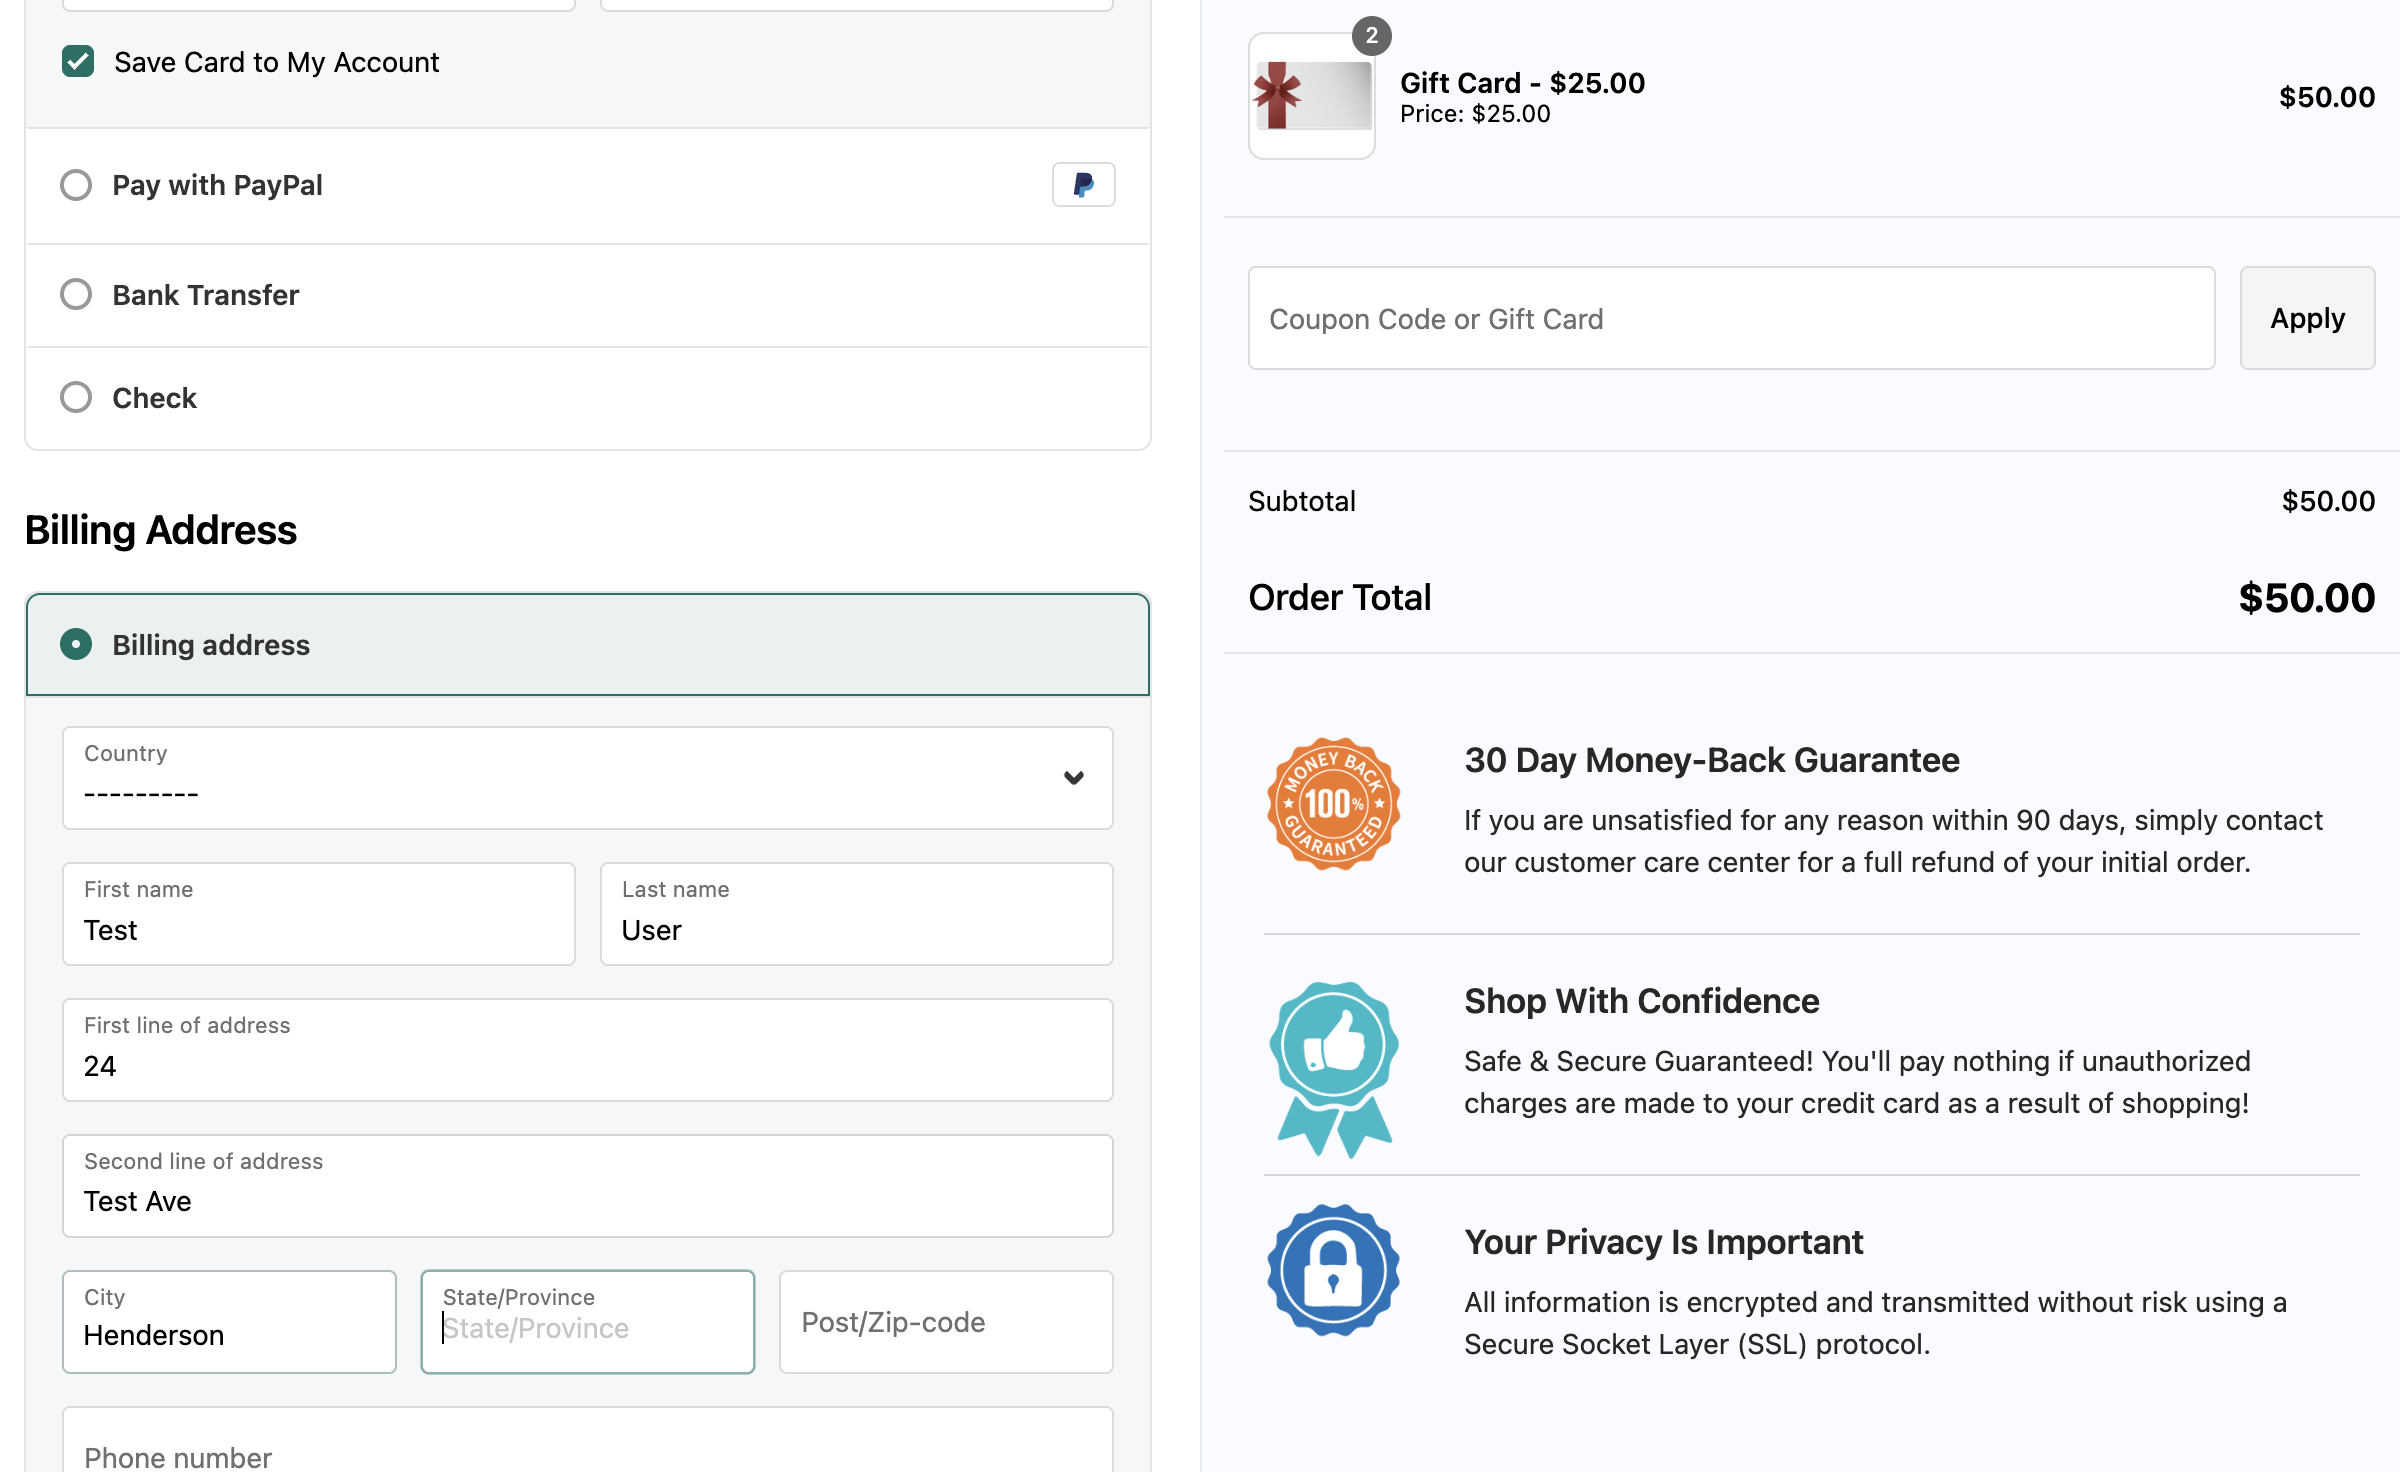 Save Card to My Account
Pay with PayPal
Bank Transfer
Check
Billing Address
Billing address
Country
---------
First name
Test
Last name
User
First line of address
24
Second line of address
Test Ave
City
Henderson
State/Province
State/Province
Post/Zip-code
Phone number
2
Gift Card - $25.00
Price: $25.00
$50.00
Coupon Code or Gift Card
Apply
Subtotal
$50.00
Order Total
$50.00
MONEY BACK
100%
GUARANTEED
30 Day Money-Back Guarantee
If you are unsatisfied for any reason within 90 days, simply contact
our customer care center for a full refund of your initial order.
Shop With Confidence
Safe & Secure Guaranteed! You'll pay nothing if unauthorized
charges are made to your credit card as a result of shopping!
Your Privacy Is Important
All information is encrypted and transmitted without risk using a
Secure Socket Layer (SSL) protocol.